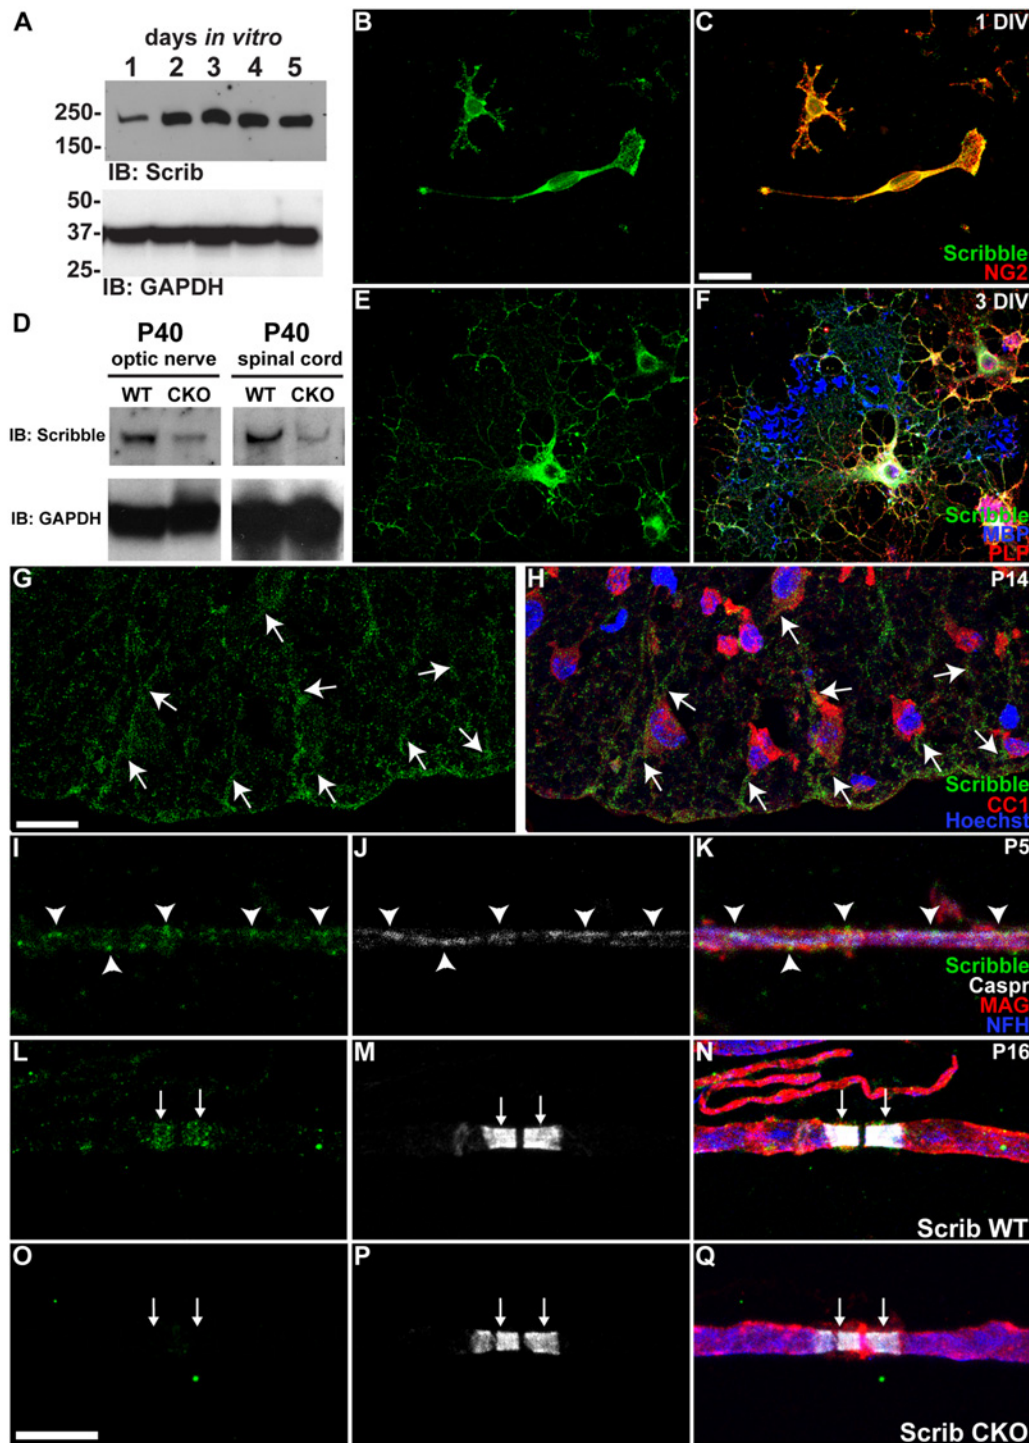 A
days in vitro
1 2 3 4 5
250-
150-
IB: Scrib
50-
37-
25-
IB: GAPDH
B
C
1 DIV
Scribble
NG2
D
P40
optic nerve
P40
spinal cord
WT CKO
WT CKO
IB: Scribble
IB: GAPDH
E
F
3 DIV
Scribble
MBP
PLP
G
H
P14
Scribble
CC1
Hoechst
I
J
K
P5
Scribble
Caspr
MAG
NFH
L
M
N
P16
Scrib WT
O
P
Q
Scrib CKO